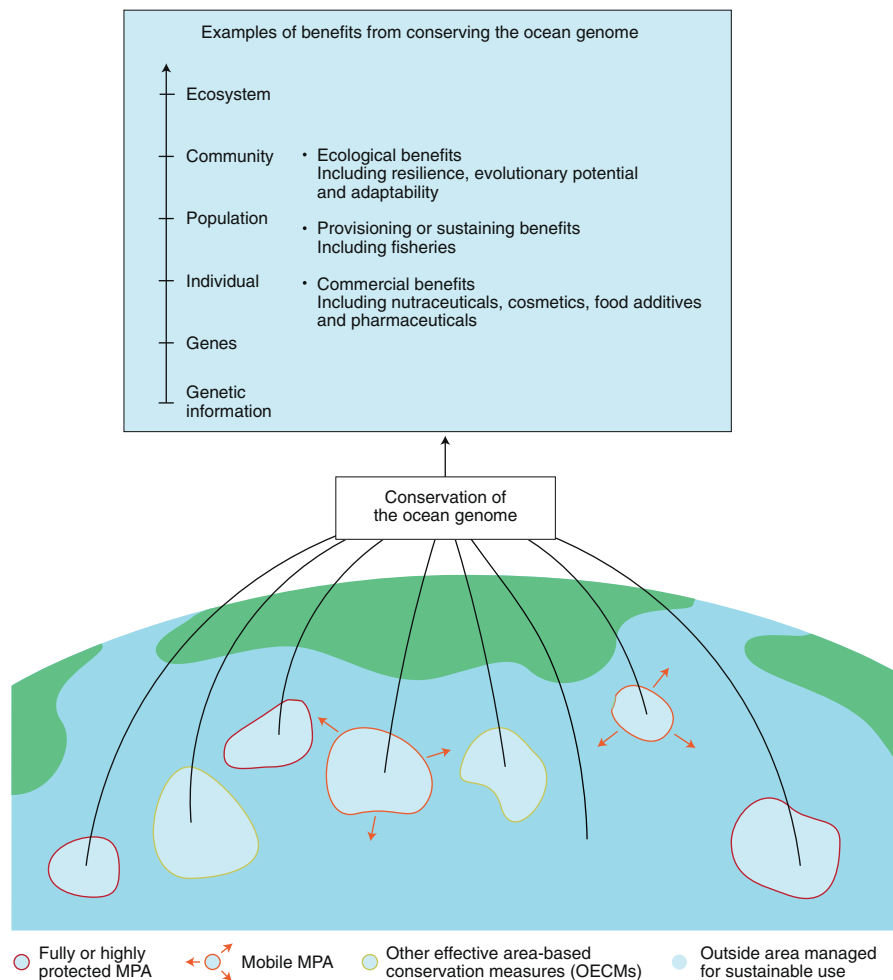 Examples of benefits from conserving the ocean genome
Ecosystem
Community
Population
Individual
Genes
Genetic
information
• Ecological benefits
Including resilience, evolutionary potential
and adaptability
• Provisioning or sustaining benefits
Including fisheries
• Commercial benefits
Including nutraceuticals, cosmetics, food additives
and pharmaceuticals
Conservation of
the ocean genome
Fully or highly
protected MPA
Mobile MPA
Other effective area-based
conservation measures (OECMs)
Outside area managed
for sustainable use